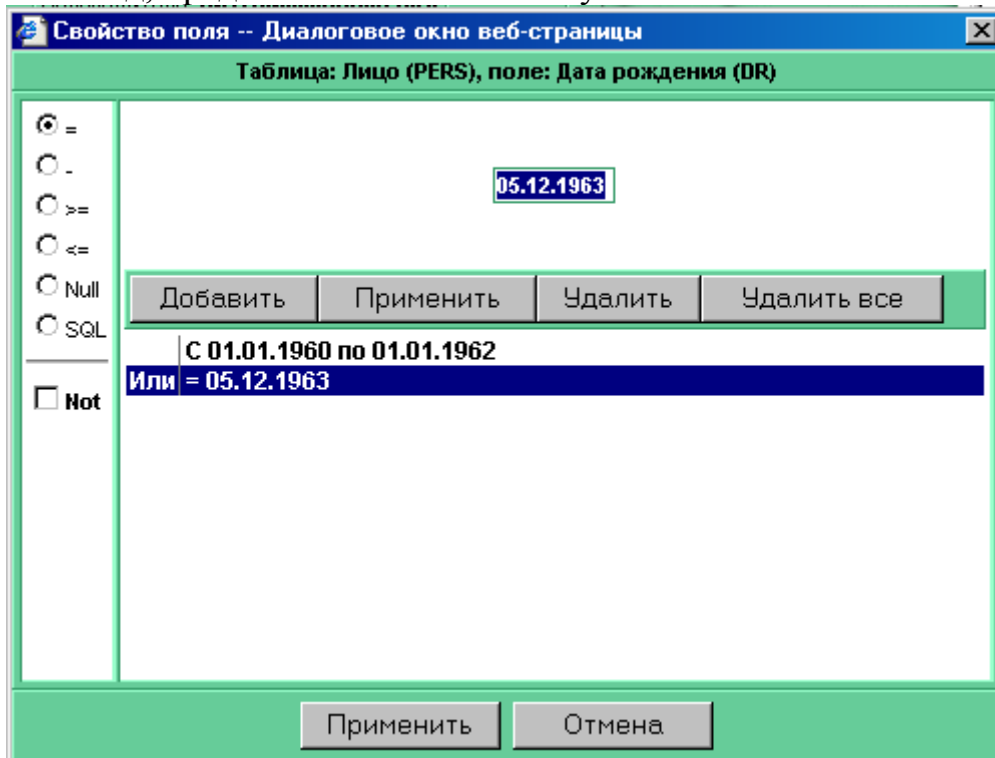 Свойство поля -- Диалоговое окно веб-страницы
Таблица: Лицо (PERS), поле: Дата рождения (DR)
=
-
>=
<=
Null
SQL
Not
05.12.1963
Добавить Применить Удалить Удалить все
С 01.01.1960 по 01.01.1962
Или = 05.12.1963
Применить Отмена